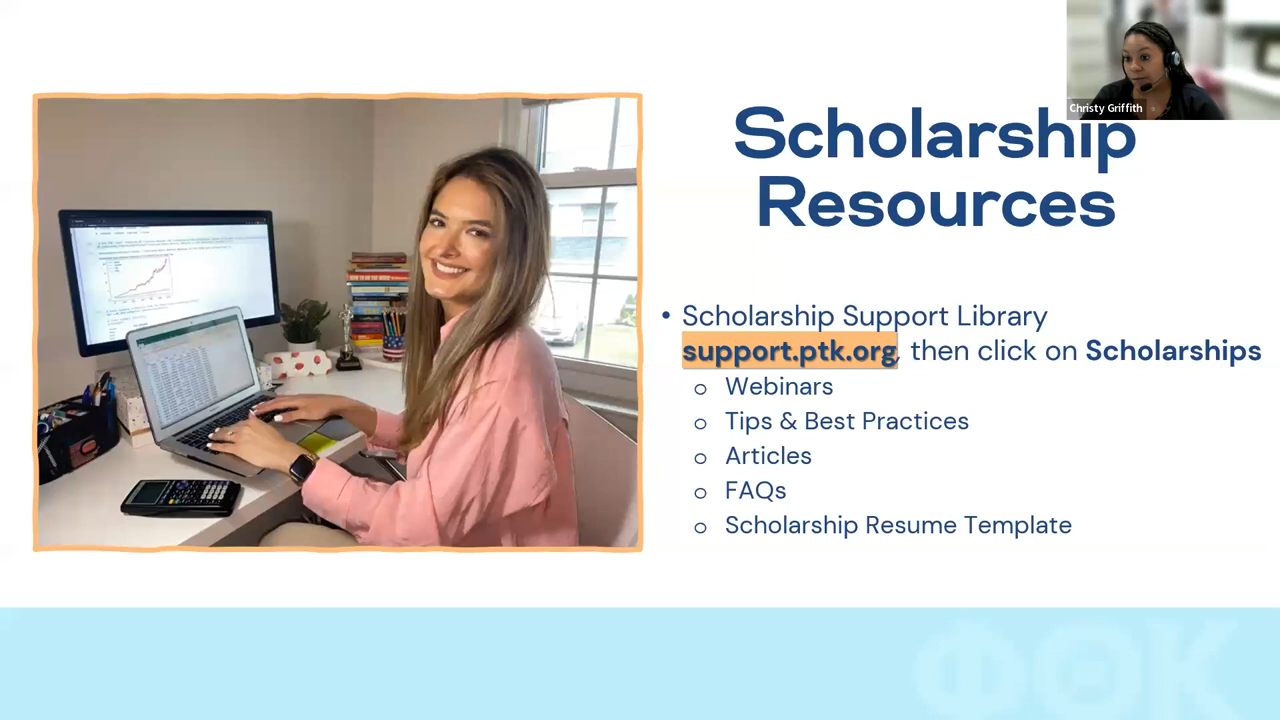 Christy Griffith
Scholarship
Resources
• Scholarship Support Library
support.ptk.org, then click on Scholarships
o Webinars
o Tips & Best Practices
o Articles
o FAQs
o Scholarship Resume Template
ΦΘΚ